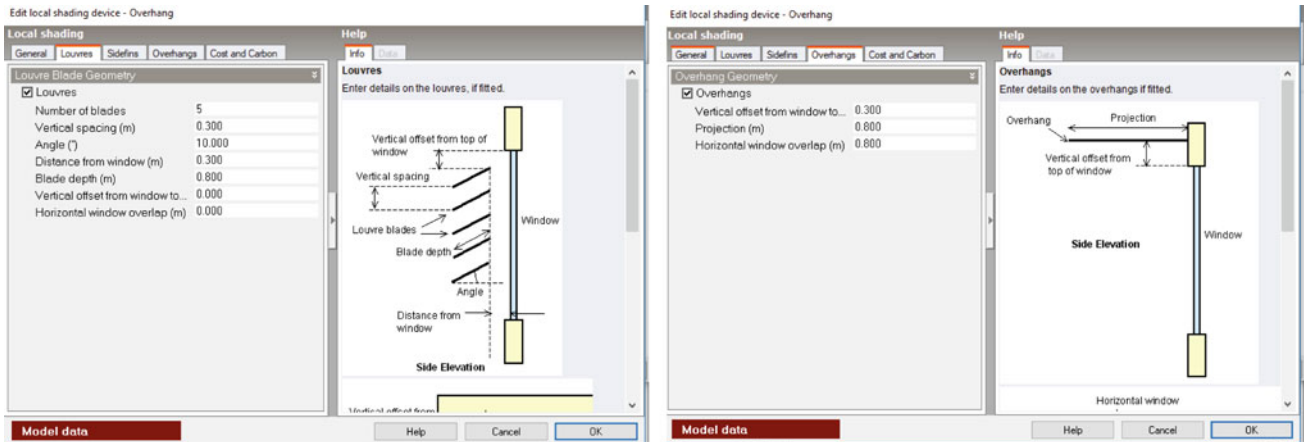 Edit local shading device - Overhang
Local shading
General Louvres Sidefins Overhangs Cost and Carbon
Louvre Blade Geometry
Louvres
Number of blades 5
Vertical spacing (m) 0.300
Angle (°) 10.000
Distance from window (m) 0.300
Blade depth (m) 0.800
Vertical offset from window to... 0.000
Horizontal window overlap (m) 0.000
Model data
Help
Info Data
Louvres
Enter details on the louvres, if fitted.
Vertical offset from top of
window
Vertical spacing
Window
Louvre blades
Blade depth
Angle
Distance from
window
Side Elevation
Vertical offset from
Help Cancel OK
Edit local shading device - Overhang
Local shading
General Louvres Sidefins Overhangs Cost and Carbon
Overhang Geometry
Overhangs
Vertical offset from window to... 0.300
Projection (m) 0.800
Horizontal window overlap (m) 0.800
Model data
Help
Info Data
Overhangs
Enter details on the overhangs if fitted.
Overhang
Projection
Vertical offset from
top of window
Window
Side Elevation
Horizontal window
Help Cancel OK